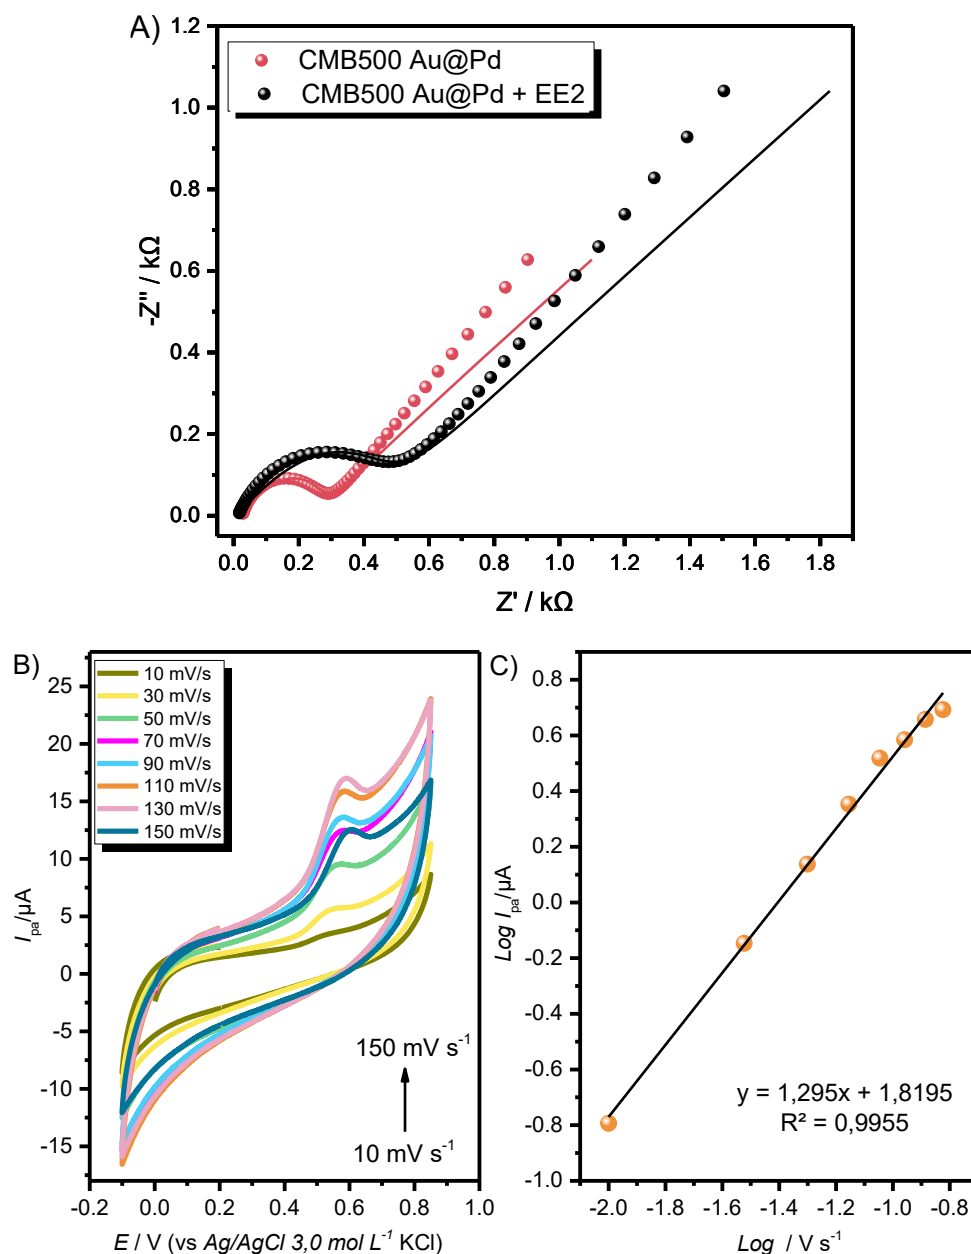 A)
CMB500 Au@Pd
CMB500 Au@Pd + EE2
1.0
0.8
0.6
0.4
0.2
0.0
-Z'' / kΩ
0.0 0.2 0.4 0.6 0.8 1.0 1.2 1.4 1.6 1.8
Z' / kΩ
B)
10 mV/s
30 mV/s
50 mV/s
70 mV/s
90 mV/s
110 mV/s
130 mV/s
150 mV/s
25
20
15
10
5
0
-5
-10
-15
Ipa/µA
150 mV s-1
10 mV s-1
-0.2 0.0 0.2 0.4 0.6 0.8 1.0
E / V (vs Ag/AgCl 3,0 mol L-1 KCl)
C)
0.8
0.6
0.4
0.2
0.0
-0.2
-0.4
-0.6
-0.8
-1.0
Log Ipa/µA
y = 1,295x + 1,8195
R² = 0,9955
-2.0 -1.8 -1.6 -1.4 -1.2 -1.0 -0.8
Log / V s-1